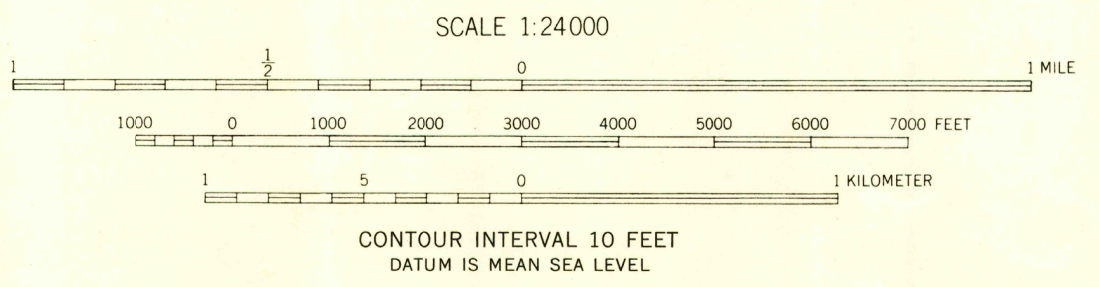 SCALE 1:24000
1 1/2 0 1 MILE
1000 0 1000 2000 3000 4000 5000 6000 7000 FEET
1 5 0 1 KILOMETER
CONTOUR INTERVAL 10 FEET
DATUM IS MEAN SEA LEVEL